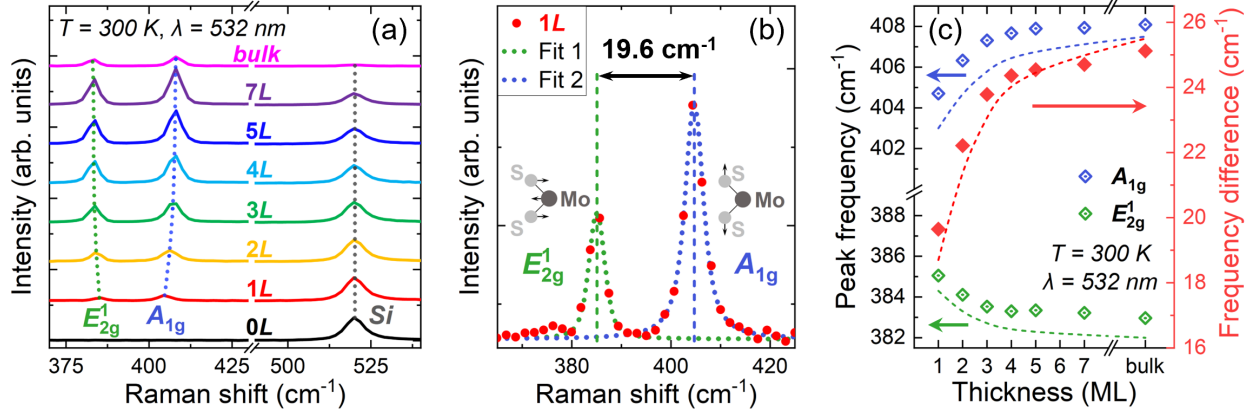 T = 300 K, λ = 532 nm
(a)
bulk
7L
5L
4L
3L
2L
1L
0L
E¹₂g
A₁g
Si
Intensity (arb. units)
370 400 450 500 525
Raman shift (cm⁻¹)
(b)
1L
Fit 1
Fit 2
19.6 cm⁻¹
S
Mo
S
S
Mo
S
E¹₂g
A₁g
Intensity (arb. units)
380 400 420
Raman shift (cm⁻¹)
(c)
408
406
404
402
388
386
384
382
Peak frequency (cm⁻¹)
A₁g
E¹₂g
T = 300 K
λ = 532 nm
1 2 3 4 5 7 bulk
Thickness (ML)
26
24
22
20
18
16
Frequency difference (cm⁻¹)